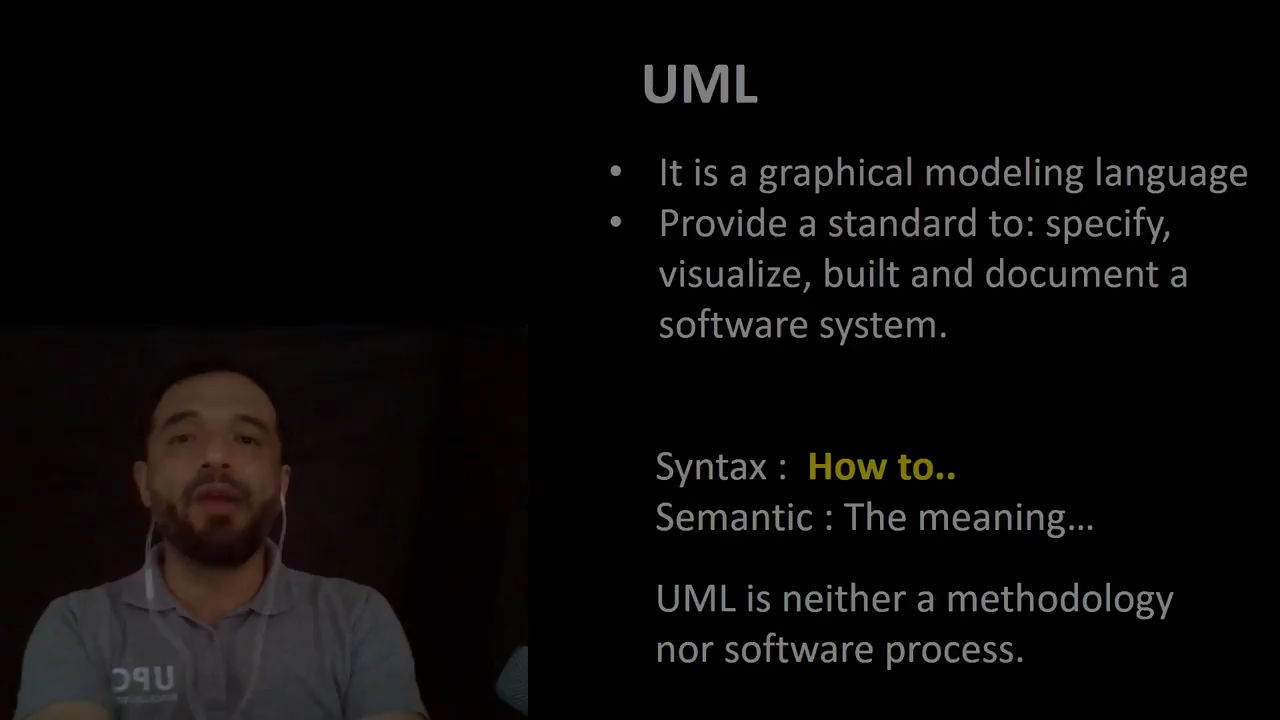 UML
• It is a graphical modeling language
• Provide a standard to: specify,
visualize, built and document a
software system.
Syntax : How to..
Semantic : The meaning…
UML is neither a methodology
nor software process.
UPC